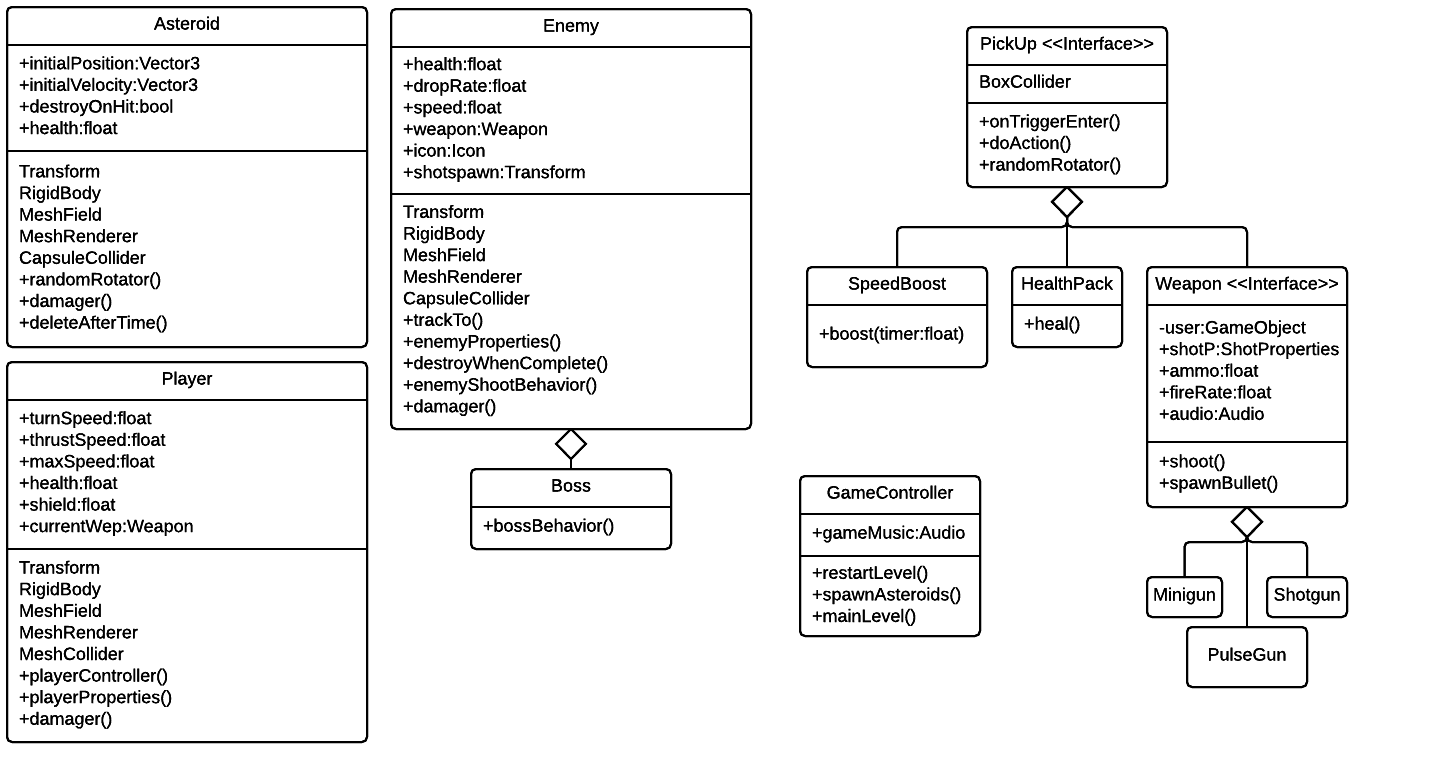 Asteroid
+initialPosition:Vector3
+initialVelocity:Vector3
+destroyOnHit:bool
+health:float
Transform
RigidBody
MeshField
MeshRenderer
CapsuleCollider
+randomRotator()
+damager()
+deleteAfterTime()
Player
+turnSpeed:float
+thrustSpeed:float
+maxSpeed:float
+health:float
+shield:float
+currentWep:Weapon
Transform
RigidBody
MeshField
MeshRenderer
MeshCollider
+playerController()
+playerProperties()
+damager()
Enemy
+health:float
+dropRate:float
+speed:float
+weapon:Weapon
+icon:Icon
+shotspawn:Transform
Transform
RigidBody
MeshField
MeshRenderer
CapsuleCollider
+trackTo()
+enemyProperties()
+destroyWhenComplete()
+enemyShootBehavior()
+damager()
Boss
+bossBehavior()
PickUp <<Interface>>
BoxCollider
+onTriggerEnter()
+doAction()
+randomRotator()
SpeedBoost
+boost(timer:float)
HealthPack
+heal()
Weapon <<Interface>>
-user:GameObject
+shotP:ShotProperties
+ammo:float
+fireRate:float
+audio:Audio
+shoot()
+spawnBullet()
GameController
+gameMusic:Audio
+restartLevel()
+spawnAsteroids()
+mainLevel()
Minigun
Shotgun
PulseGun